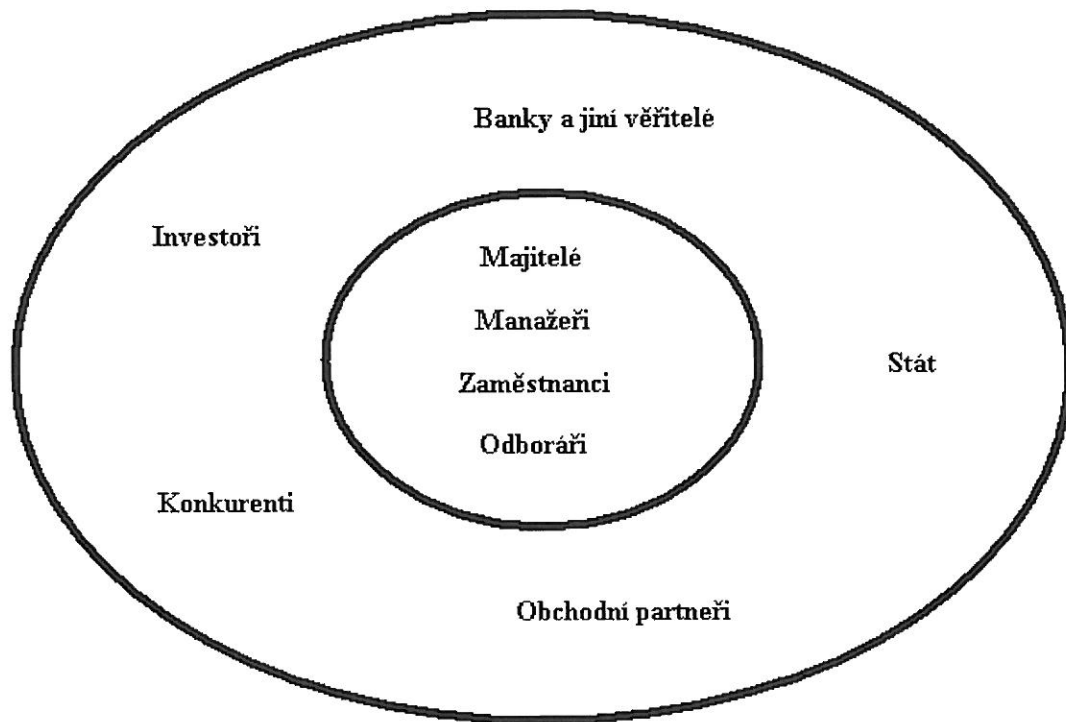 Banky a jiní věřitelé
Investoři
Majitelé
Manažeři
Zaměstnanci
Odboráři
Stát
Konkurenti
Obchodní partneři